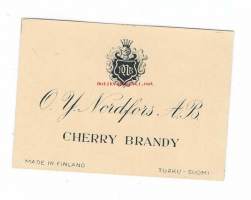 O.Y. Nordfors A.B
CHERRY BRANDY
MADE IN FINLAND
TURKU - SUOMI